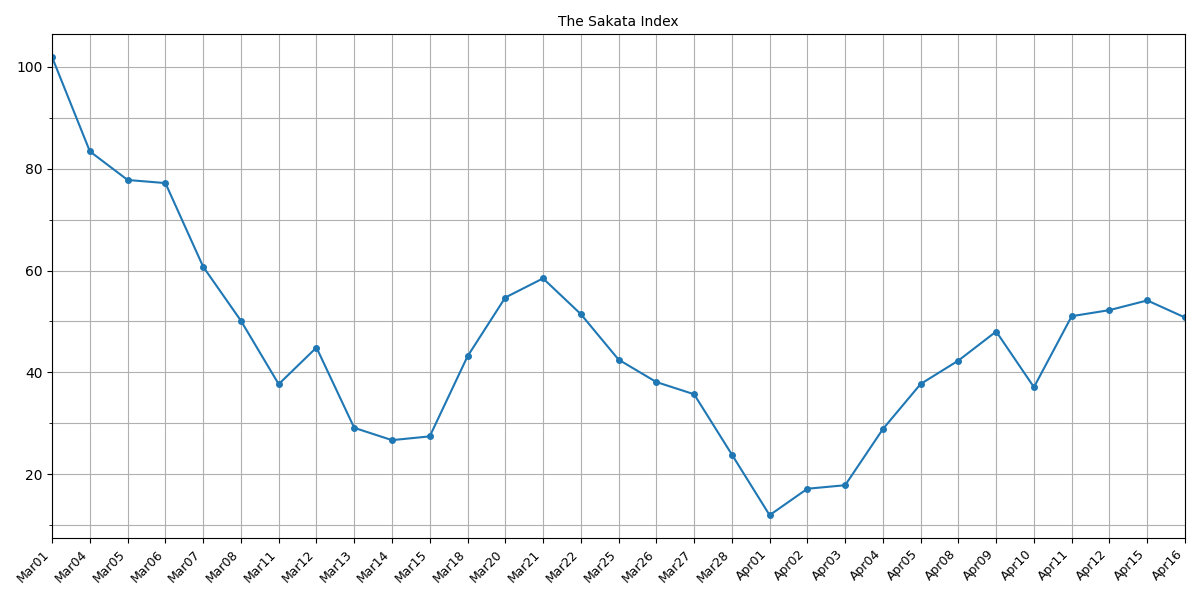 The Sakata Index
100
80
60
40
20
Mar01 Mar04 Mar05 Mar06 Mar07 Mar08 Mar11 Mar12 Mar13 Mar14 Mar15 Mar18 Mar20 Mar21 Mar22 Mar25 Mar26 Mar27 Mar28 Apr01 Apr02 Apr03 Apr04 Apr05 Apr08 Apr09 Apr10 Apr11 Apr12 Apr15 Apr16